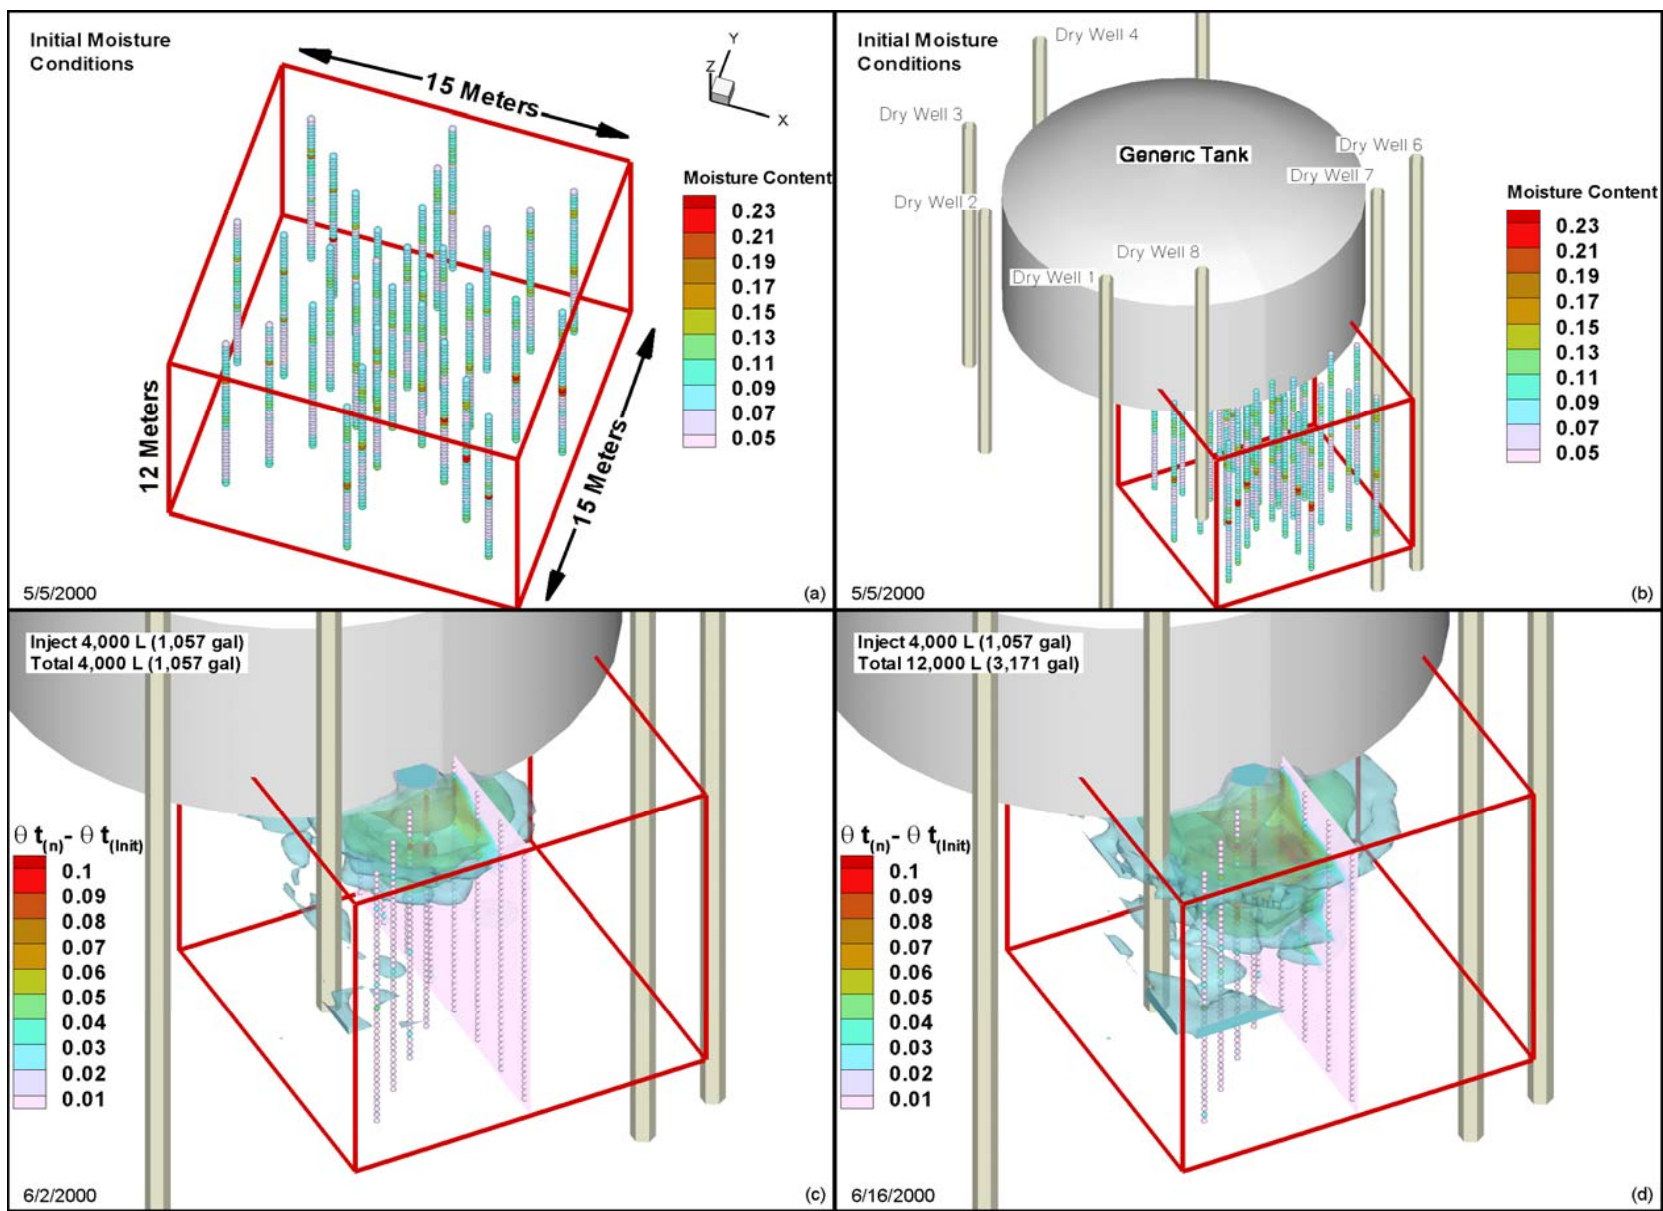 Initial Moisture
Conditions
15 Meters
Y
Z
X
Moisture Content
0.23
0.21
0.19
0.17
0.15
0.13
0.11
0.09
0.07
0.05
12 Meters
15 Meters
5/5/2000
(a)
Initial Moisture
Conditions
Dry Well 4
Dry Well 3
Generic Tank
Dry Well 6
Dry Well 7
Dry Well 2
Dry Well 8
Dry Well 1
Moisture Content
0.23
0.21
0.19
0.17
0.15
0.13
0.11
0.09
0.07
0.05
5/5/2000
(b)
Inject 4,000 L (1,057 gal)
Total 4,000 L (1,057 gal)
θ t(n)- θ t(Init)
0.1
0.09
0.08
0.07
0.06
0.05
0.04
0.03
0.02
0.01
6/2/2000
(c)
Inject 4,000 L (1,057 gal)
Total 12,000 L (3,171 gal)
θ t(n)- θ t(Init)
0.1
0.09
0.08
0.07
0.06
0.05
0.04
0.03
0.02
0.01
6/16/2000
(d)